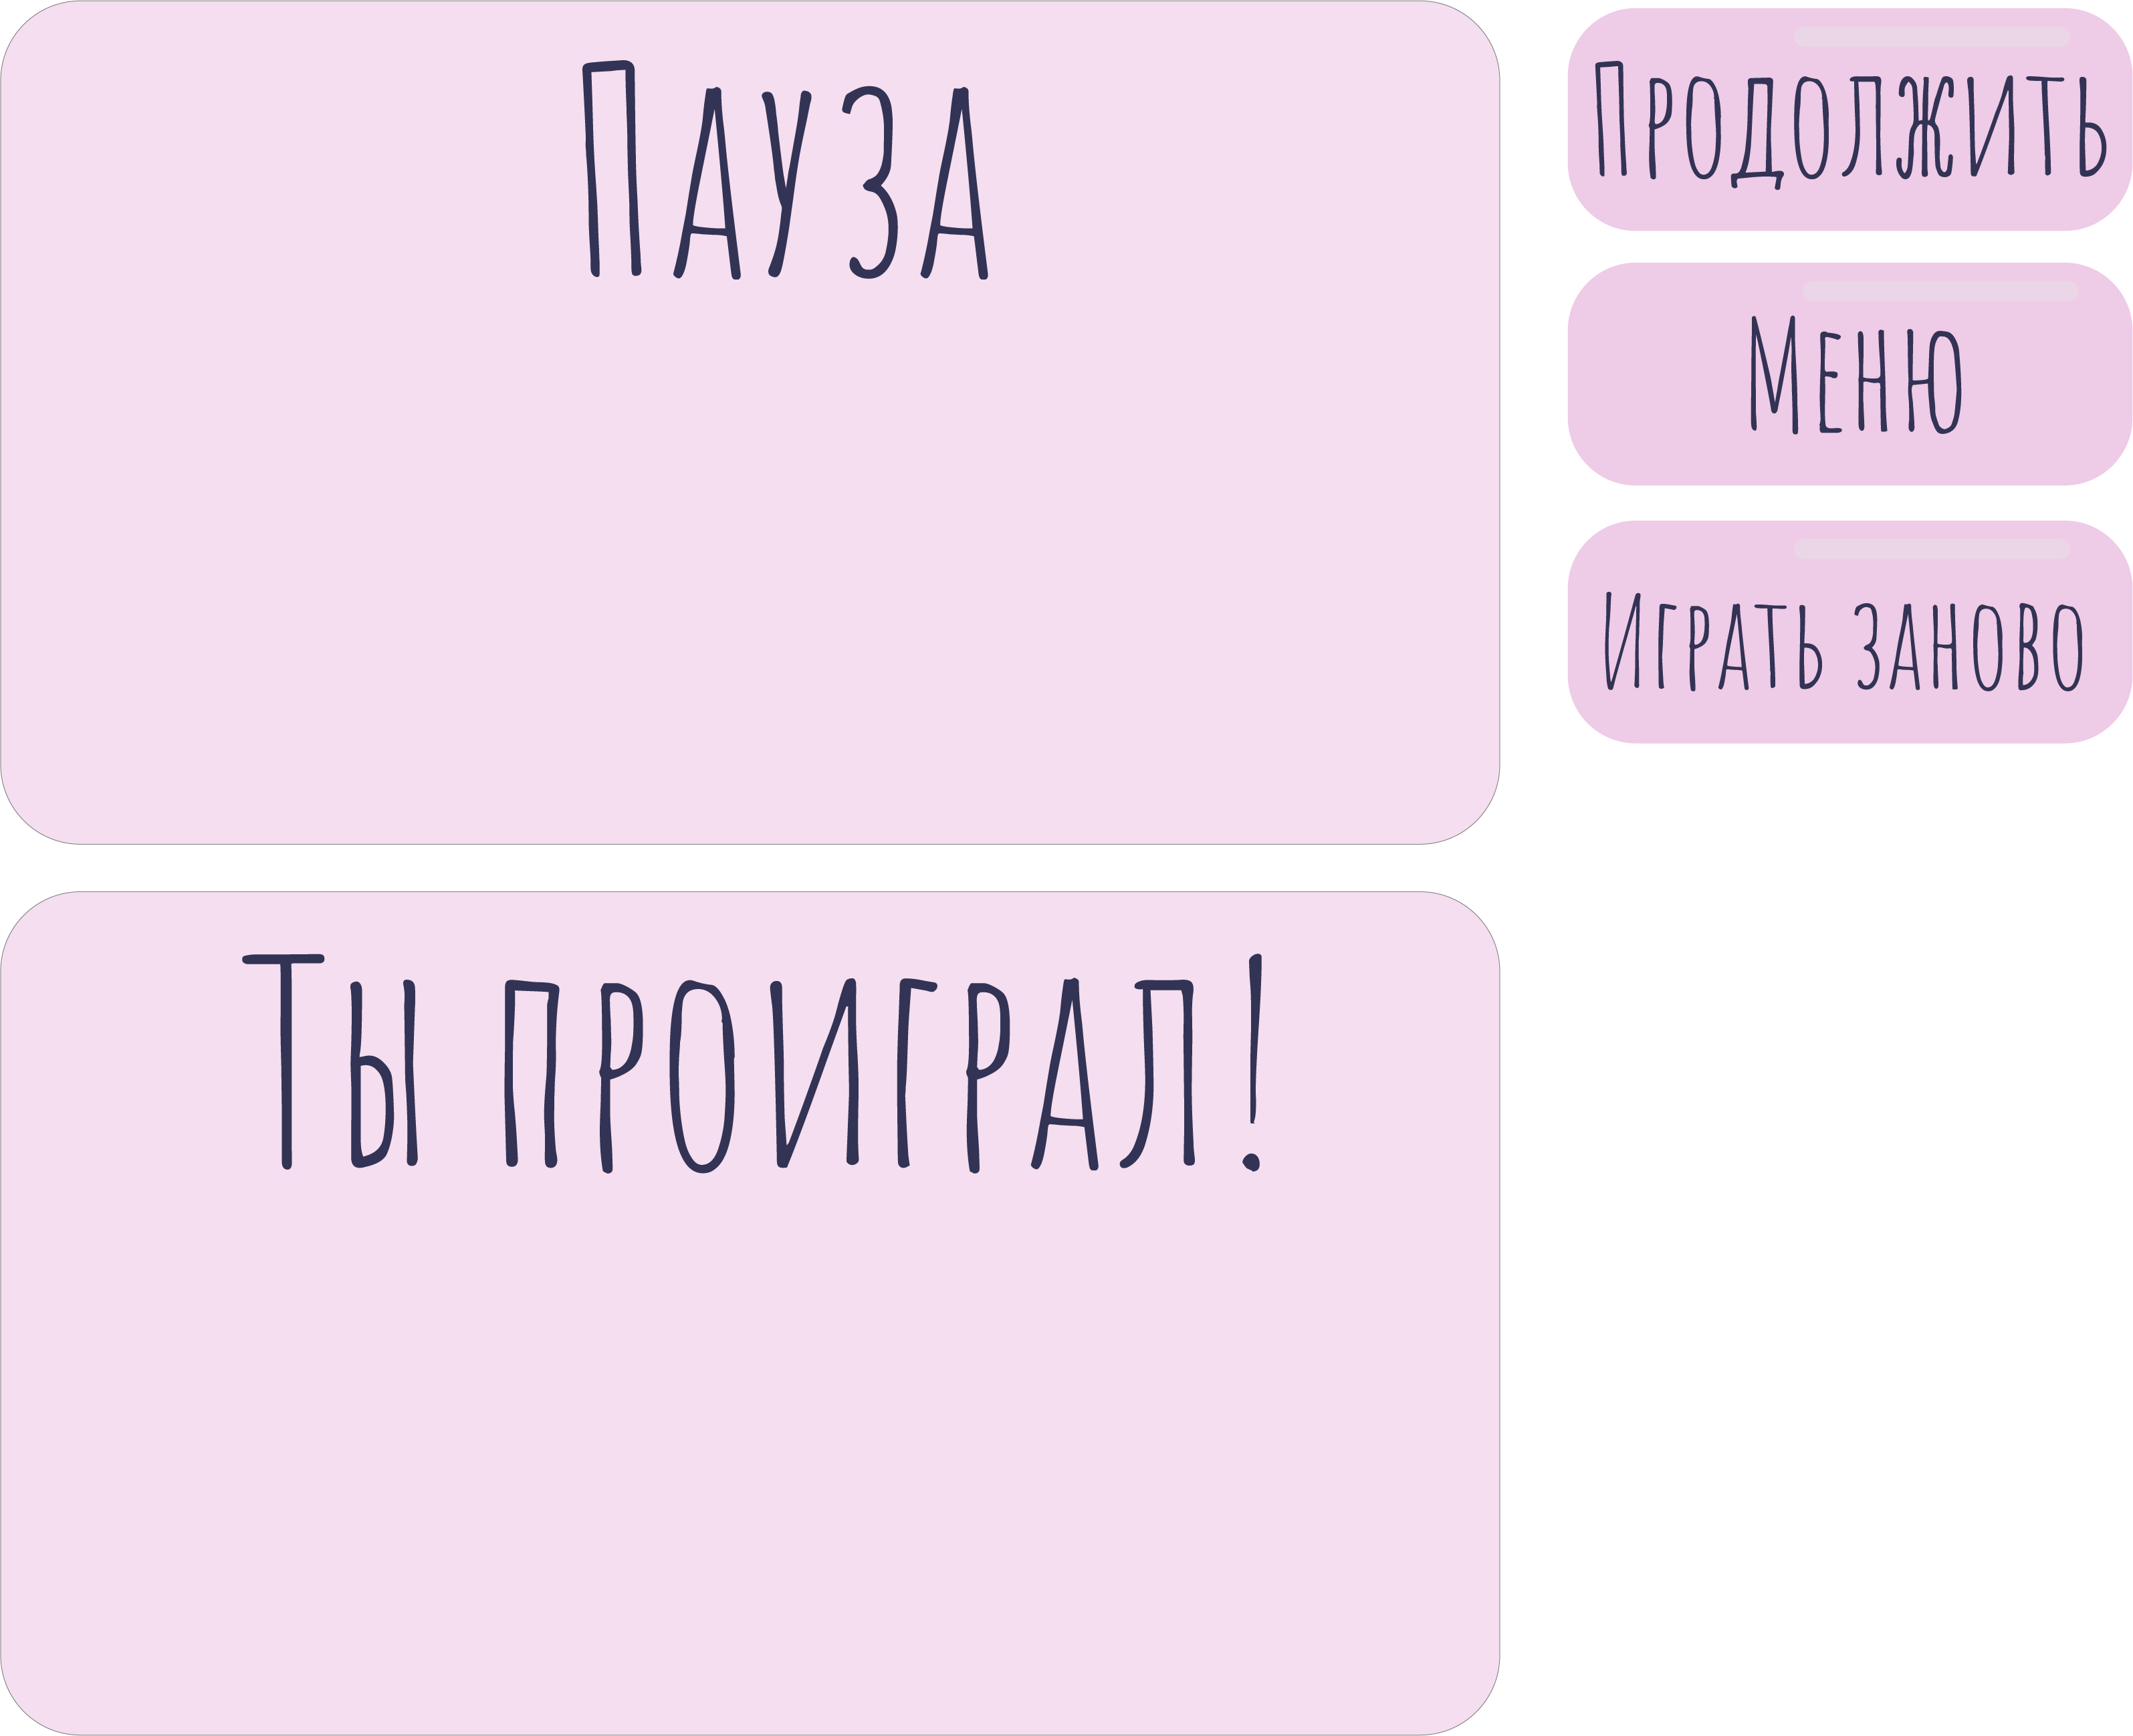 Пауза
Продолжить
Меню
Играть заново
Ты проиграл!